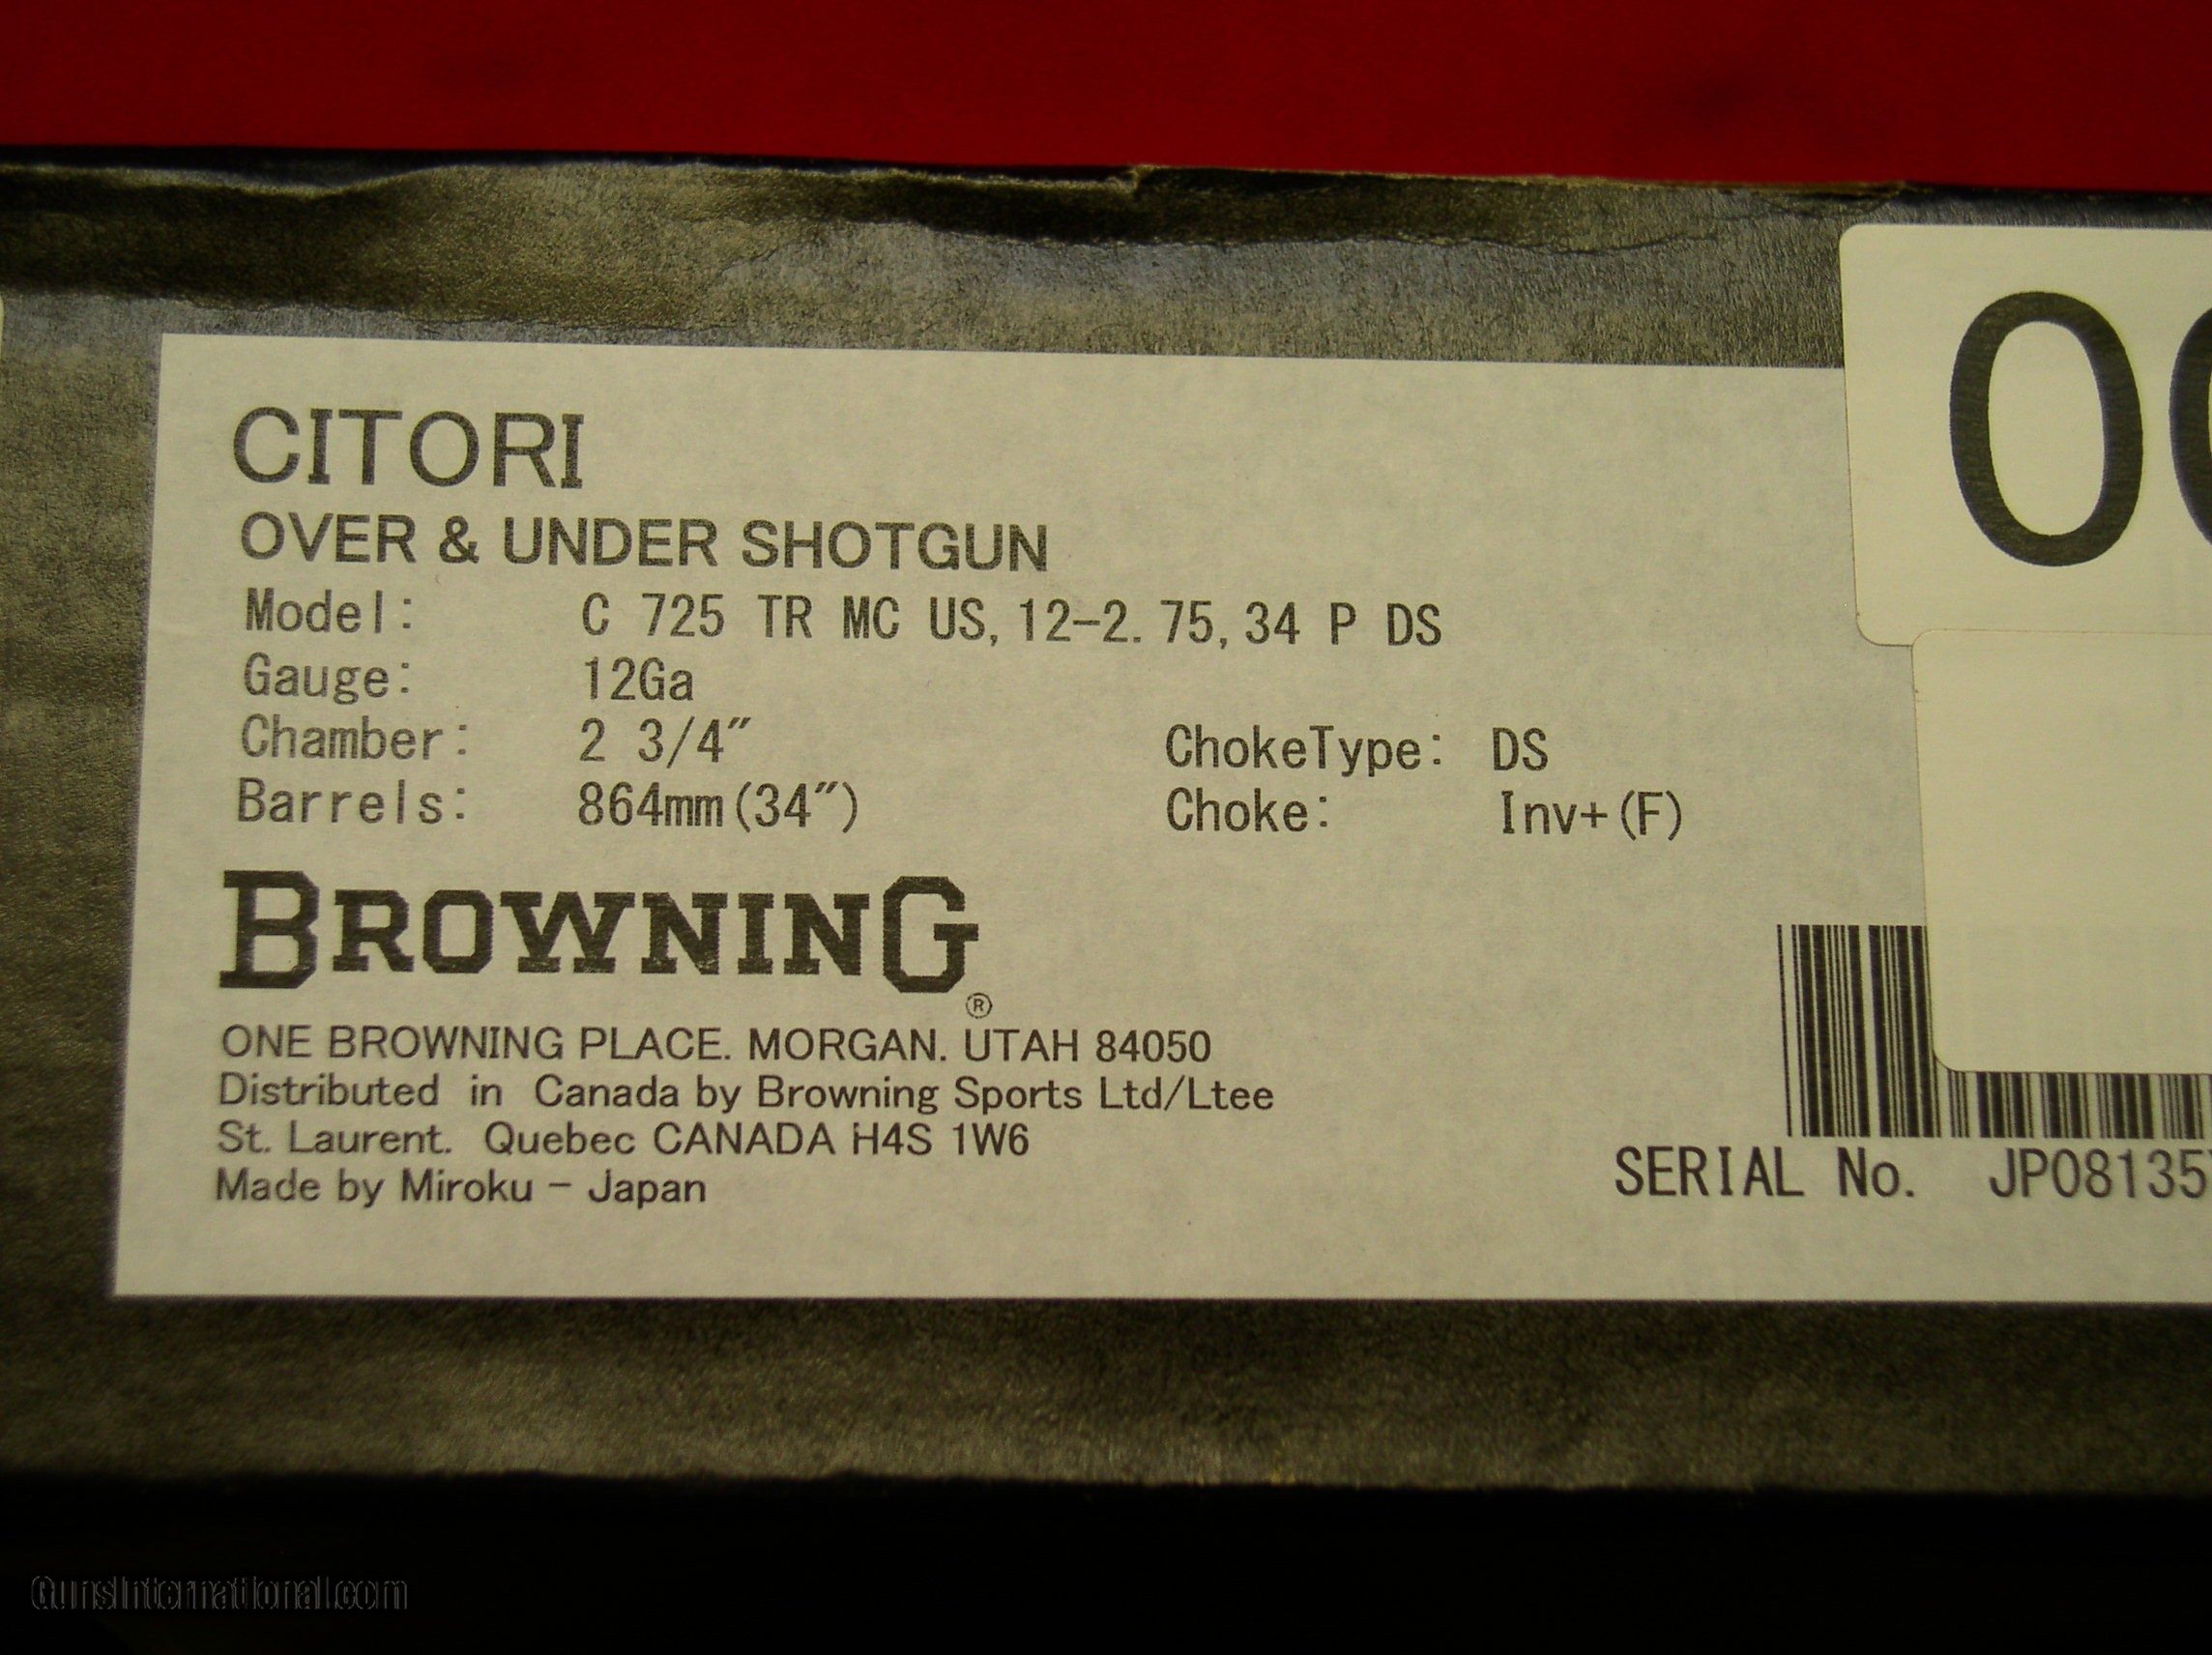 CITORI
OVER & UNDER SHOTGUN
Model: C 725 TR MC US, 12-2. 75, 34 P DS
Gauge: 12Ga
Chamber: 2 3/4" ChokeType: DS
Barrels: 864mm(34") Choke: Inv+(F)
BROWNING®
ONE BROWNING PLACE. MORGAN. UTAH 84050
Distributed in Canada by Browning Sports Ltd/Ltee
St. Laurent. Quebec CANADA H4S 1W6
Made by Miroku - Japan
SERIAL No. JP08135
GunsInternational.com